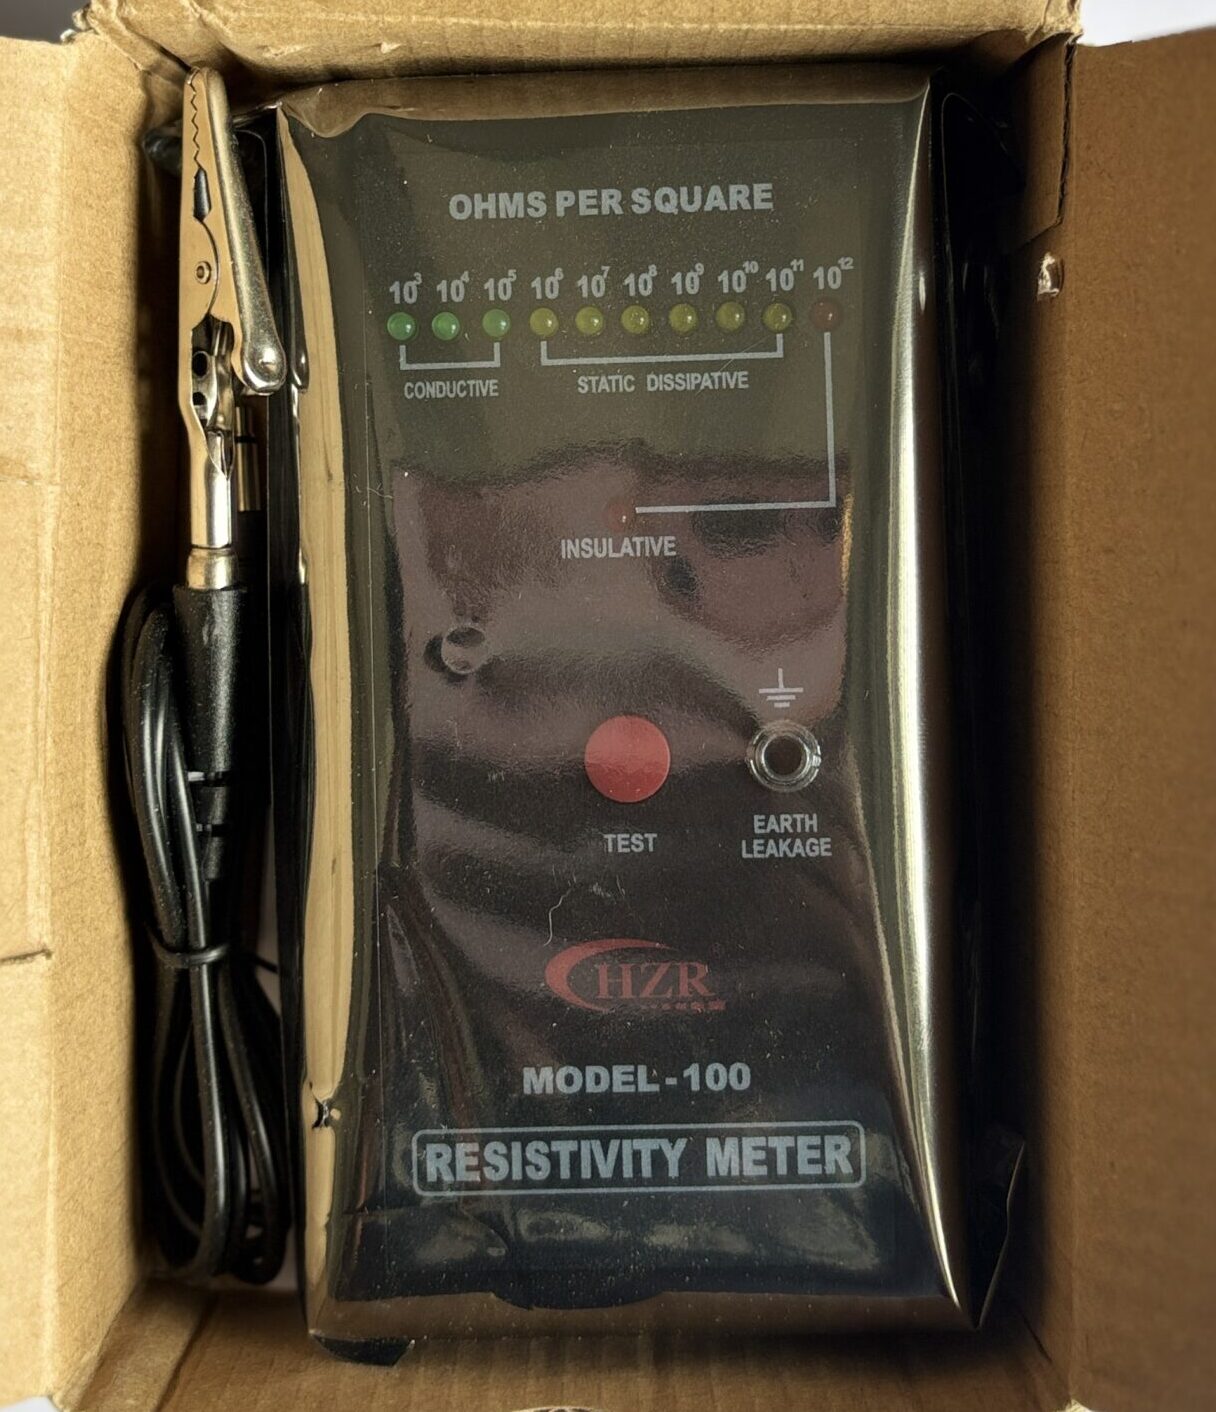 OHMS PER SQUARE
10³ 10⁴ 10⁵ 10⁶ 10⁷ 10⁸ 10⁹ 10¹⁰ 10¹¹ 10¹²
CONDUCTIVE STATIC DISSIPATIVE
INSULATIVE
TEST
EARTH
LEAKAGE
HZR
MODEL-100
RESISTIVITY METER